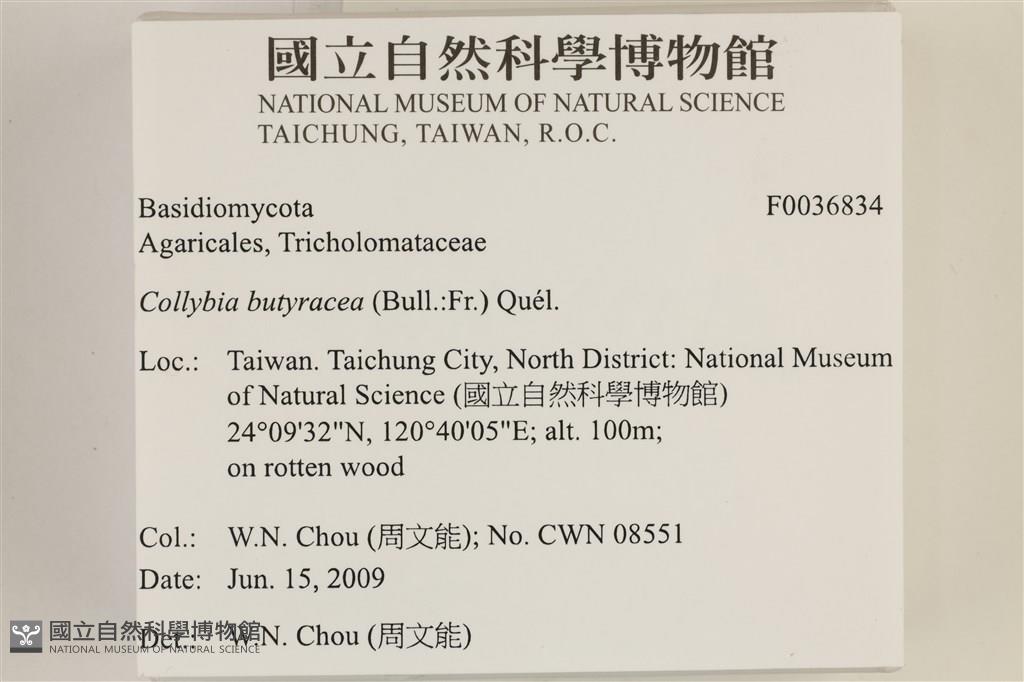 國立自然科學博物館
NATIONAL MUSEUM OF NATURAL SCIENCE
TAICHUNG, TAIWAN, R.O.C.
Basidiomycota F0036834
Agaricales, Tricholomataceae
Collybia butyracea (Bull.:Fr.) Quél.
Loc.: Taiwan. Taichung City, North District: National Museum
of Natural Science (國立自然科學博物館)
24°09'32"N, 120°40'05"E; alt. 100m;
on rotten wood
Col.: W.N. Chou (周文能); No. CWN 08551
Date: Jun. 15, 2009
Det.: W.N. Chou (周文能)
國立自然科學博物館
NATIONAL MUSEUM OF NATURAL SCIENCE